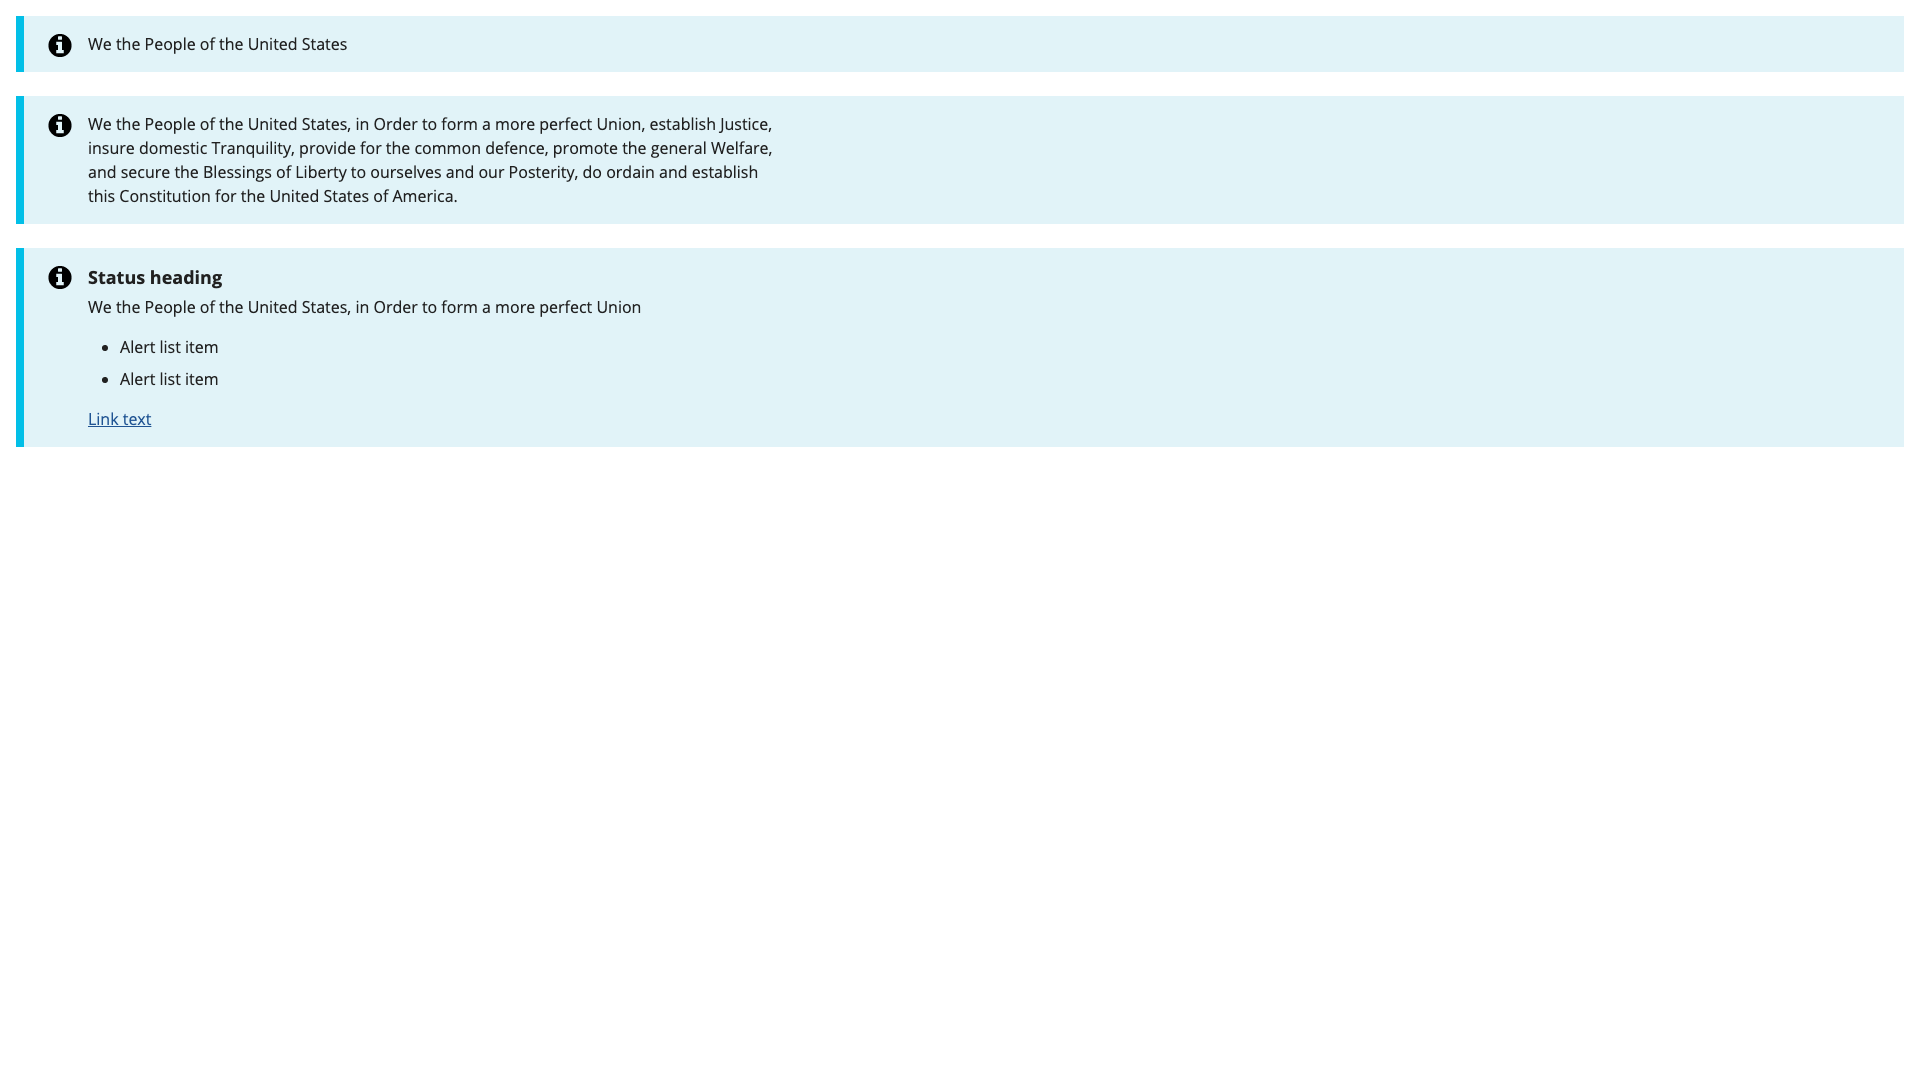 We the People of the United States
We the People of the United States, in Order to form a more perfect Union, establish Justice,
insure domestic Tranquility, provide for the common defence, promote the general Welfare,
and secure the Blessings of Liberty to ourselves and our Posterity, do ordain and establish
this Constitution for the United States of America.
Status heading
We the People of the United States, in Order to form a more perfect Union
Alert list item
Alert list item
Link text